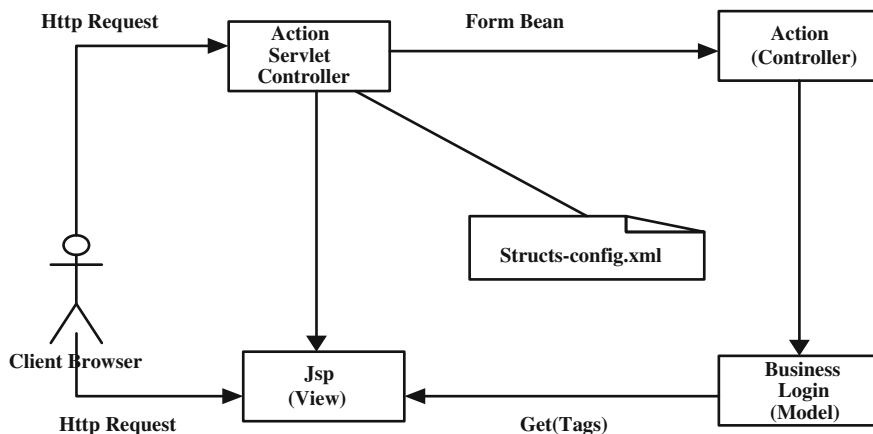 Http Request
Form Bean
Action
Servlet
Controller
Action
(Controller)
Structs-config.xml
Client Browser
Jsp
(View)
Business
Login
(Model)
Http Request
Get(Tags)